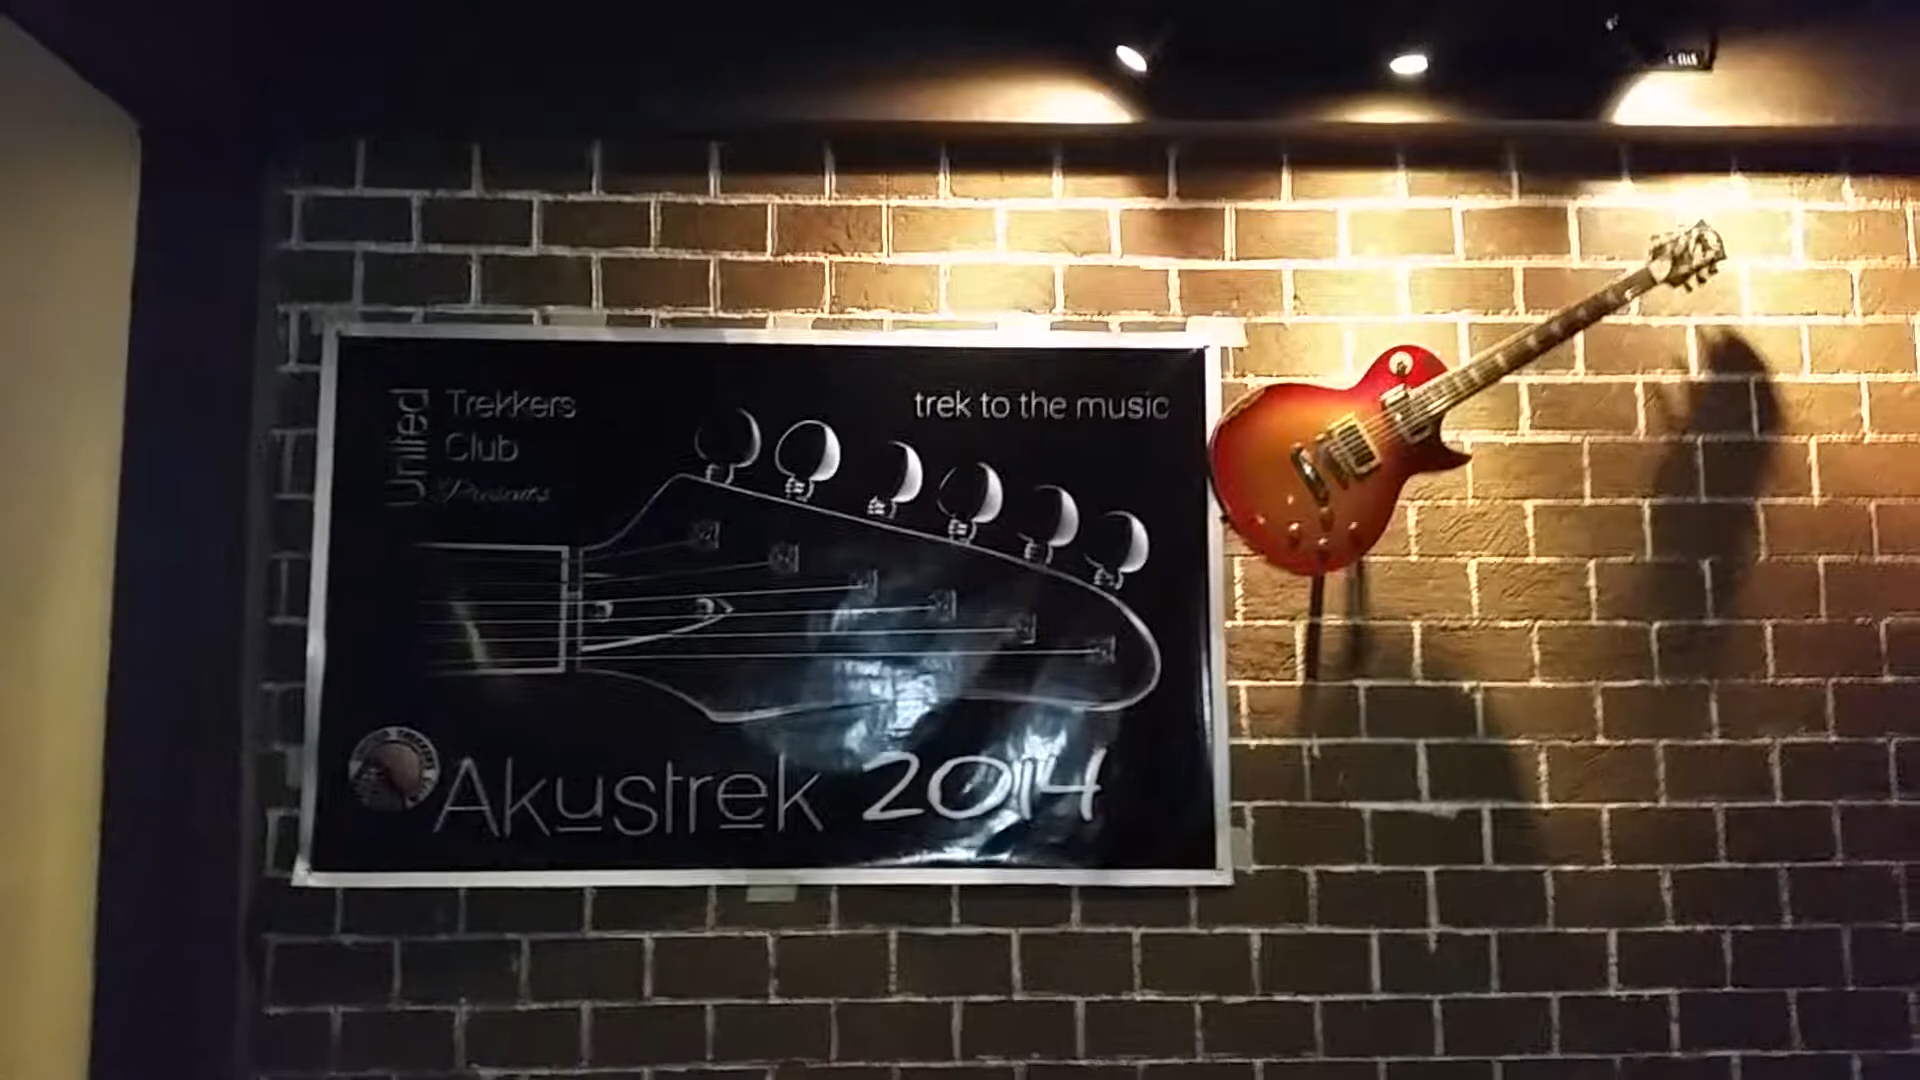 United
Trekkers
Club
Presents
trek to the music
Akustrek 2014